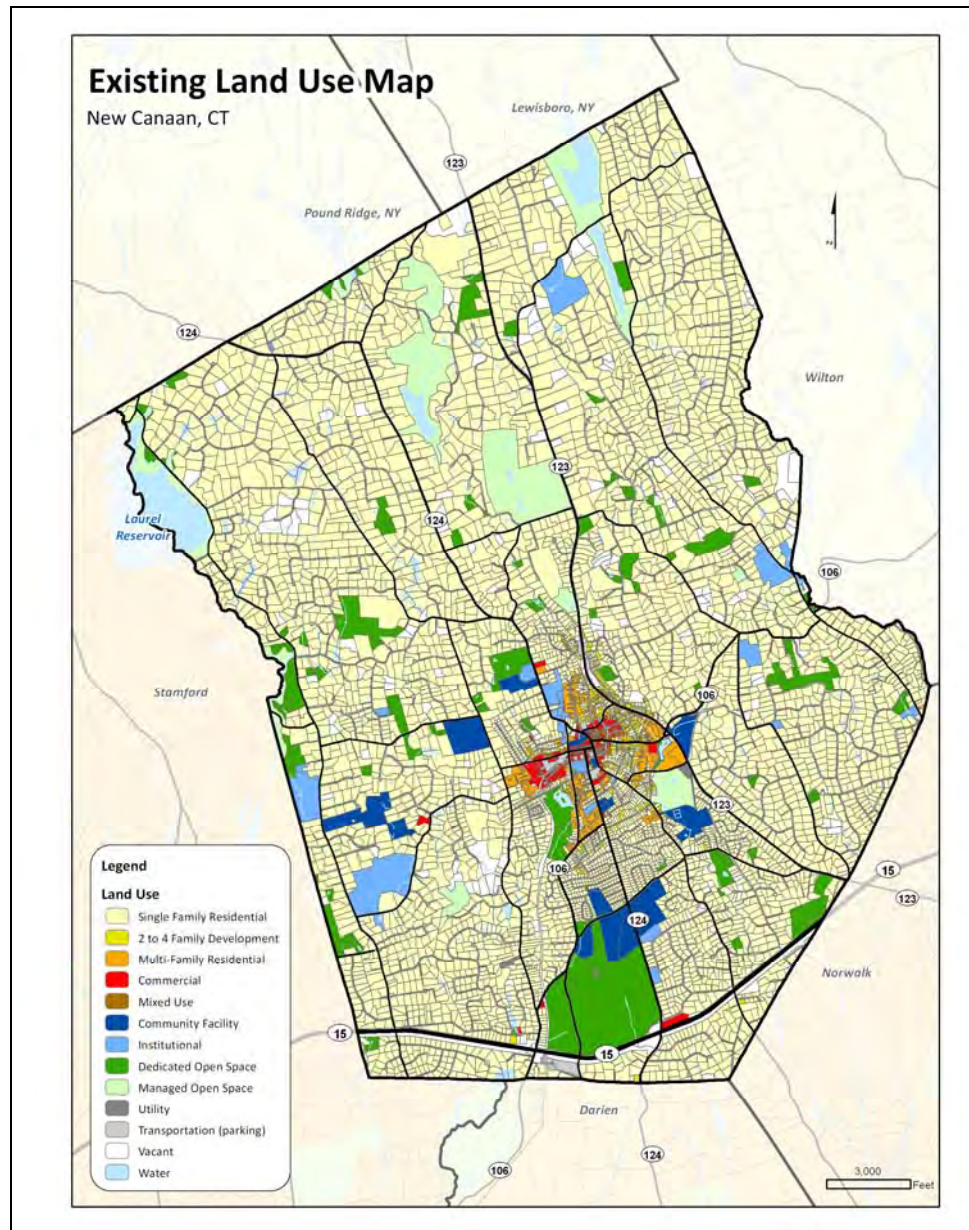 Existing Land Use Map
New Canaan, CT
Lewisboro, NY
123
Pound Ridge, NY
124
Wilton
123
Laurel
Reservoir
124
106
Stamford
106
123
106
15
123
124
Norwalk
15
15
Darien
124
106
Legend
Land Use
Single Family Residential
2 to 4 Family Development
Multi-Family Residential
Commercial
Mixed Use
Community Facility
Institutional
Dedicated Open Space
Managed Open Space
Utility
Transportation (parking)
Vacant
Water
3,000
Feet